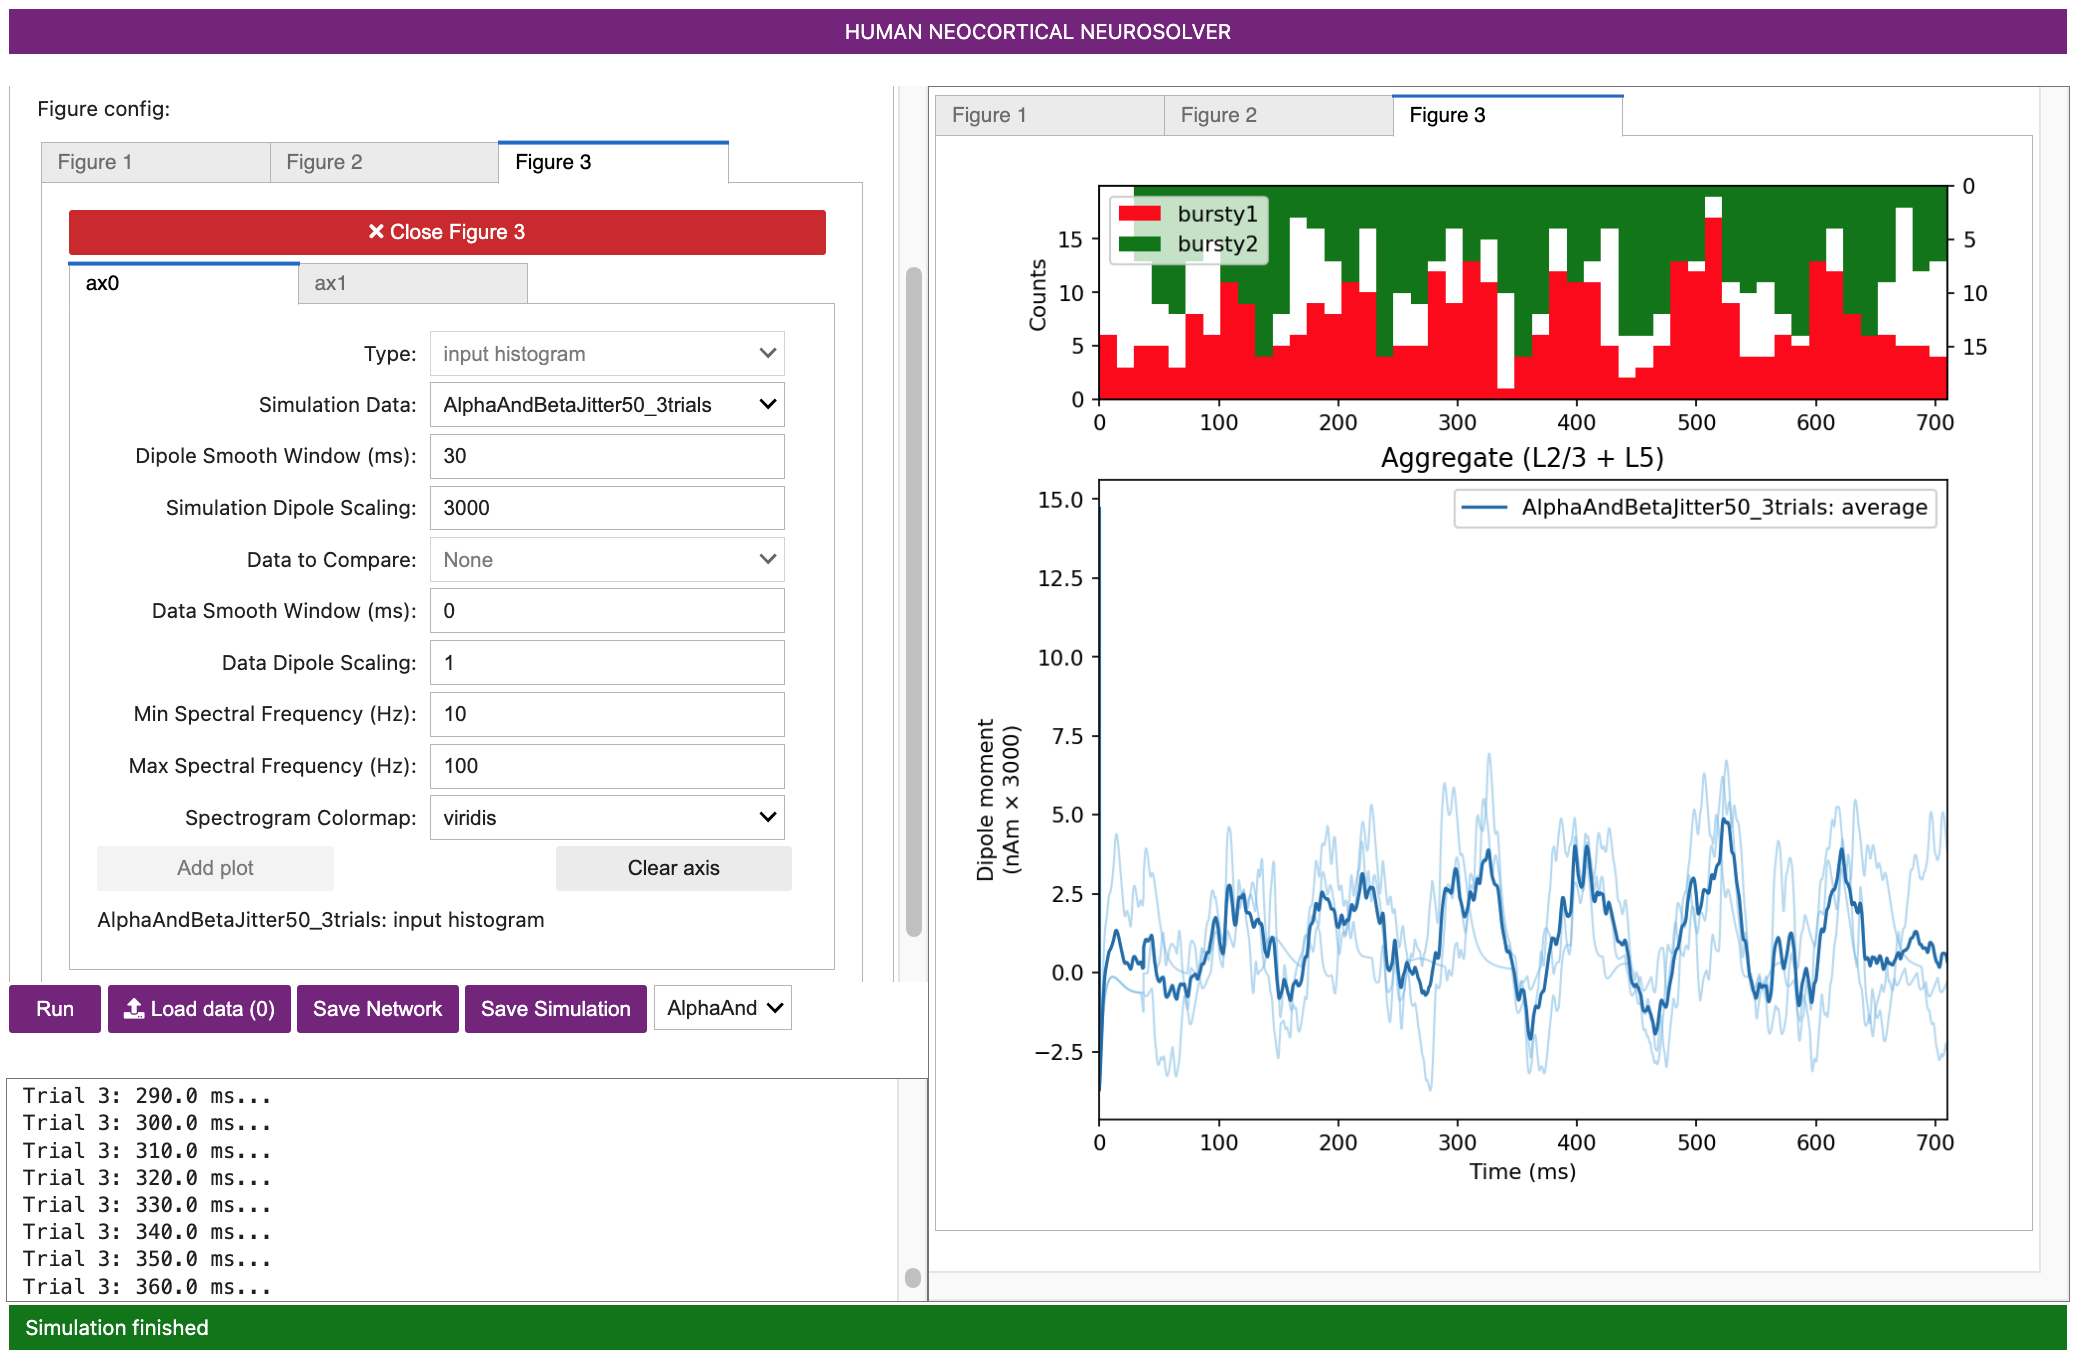 HUMAN NEOCORTICAL NEUROSOLVER
Figure config:
Figure 1 Figure 2 Figure 3
✖ Close Figure 3
ax0 ax1
Type: input histogram
Simulation Data: AlphaAndBetaJitter50_3trials
Dipole Smooth Window (ms): 30
Simulation Dipole Scaling: 3000
Data to Compare: None
Data Smooth Window (ms): 0
Data Dipole Scaling: 1
Min Spectral Frequency (Hz): 10
Max Spectral Frequency (Hz): 100
Spectrogram Colormap: viridis
Add plot Clear axis
AlphaAndBetaJitter50_3trials: input histogram
Run Load data (0) Save Network Save Simulation AlphaAnd
Trial 3: 290.0 ms...
Trial 3: 300.0 ms...
Trial 3: 310.0 ms...
Trial 3: 320.0 ms...
Trial 3: 330.0 ms...
Trial 3: 340.0 ms...
Trial 3: 350.0 ms...
Trial 3: 360.0 ms...
Figure 1 Figure 2 Figure 3
bursty1
bursty2
Counts
15
10
5
0
0
5
10
15
0 100 200 300 400 500 600 700
Aggregate (L2/3 + L5)
AlphaAndBetaJitter50_3trials: average
Dipole moment
(nAm × 3000)
15.0
12.5
10.0
7.5
5.0
2.5
0.0
−2.5
0 100 200 300 400 500 600 700
Time (ms)
Simulation finished